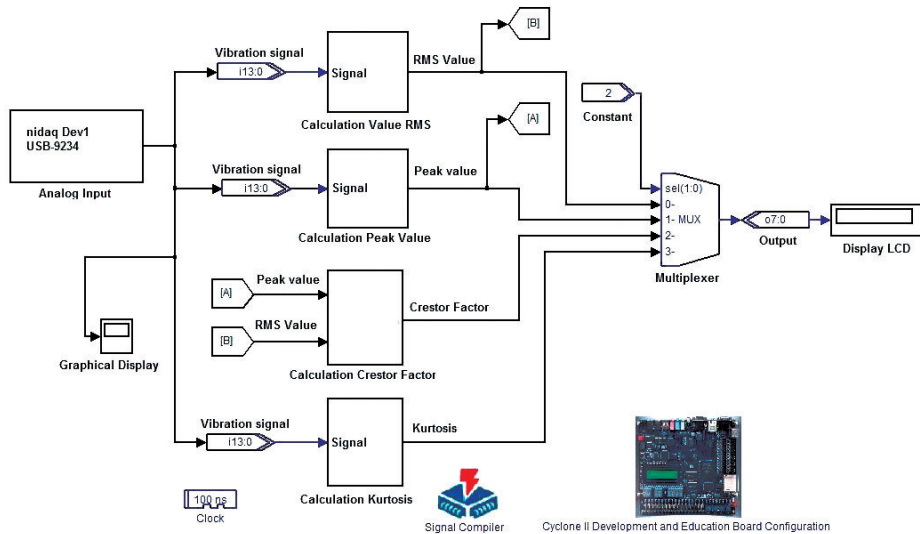 [B]
Vibration signal
i13:0
Signal
RMS Value
Calculation Value RMS
2
Constant
nidaq Dev1
USB-9234
Analog Input
[A]
Vibration signal
i13:0
Signal
Peak value
Calculation Peak Value
sel(1:0)
0-
1- MUX
2-
3-
Multiplexer
o7:0
Output
Display LCD
Peak value
[A]
RMS Value
[B]
Crestor Factor
Calculation Crestor Factor
Graphical Display
Vibration signal
i13:0
Signal
Kurtosis
Calculation Kurtosis
100 ns
Clock
Signal Compiler
Cyclone II Development and Education Board Configuration